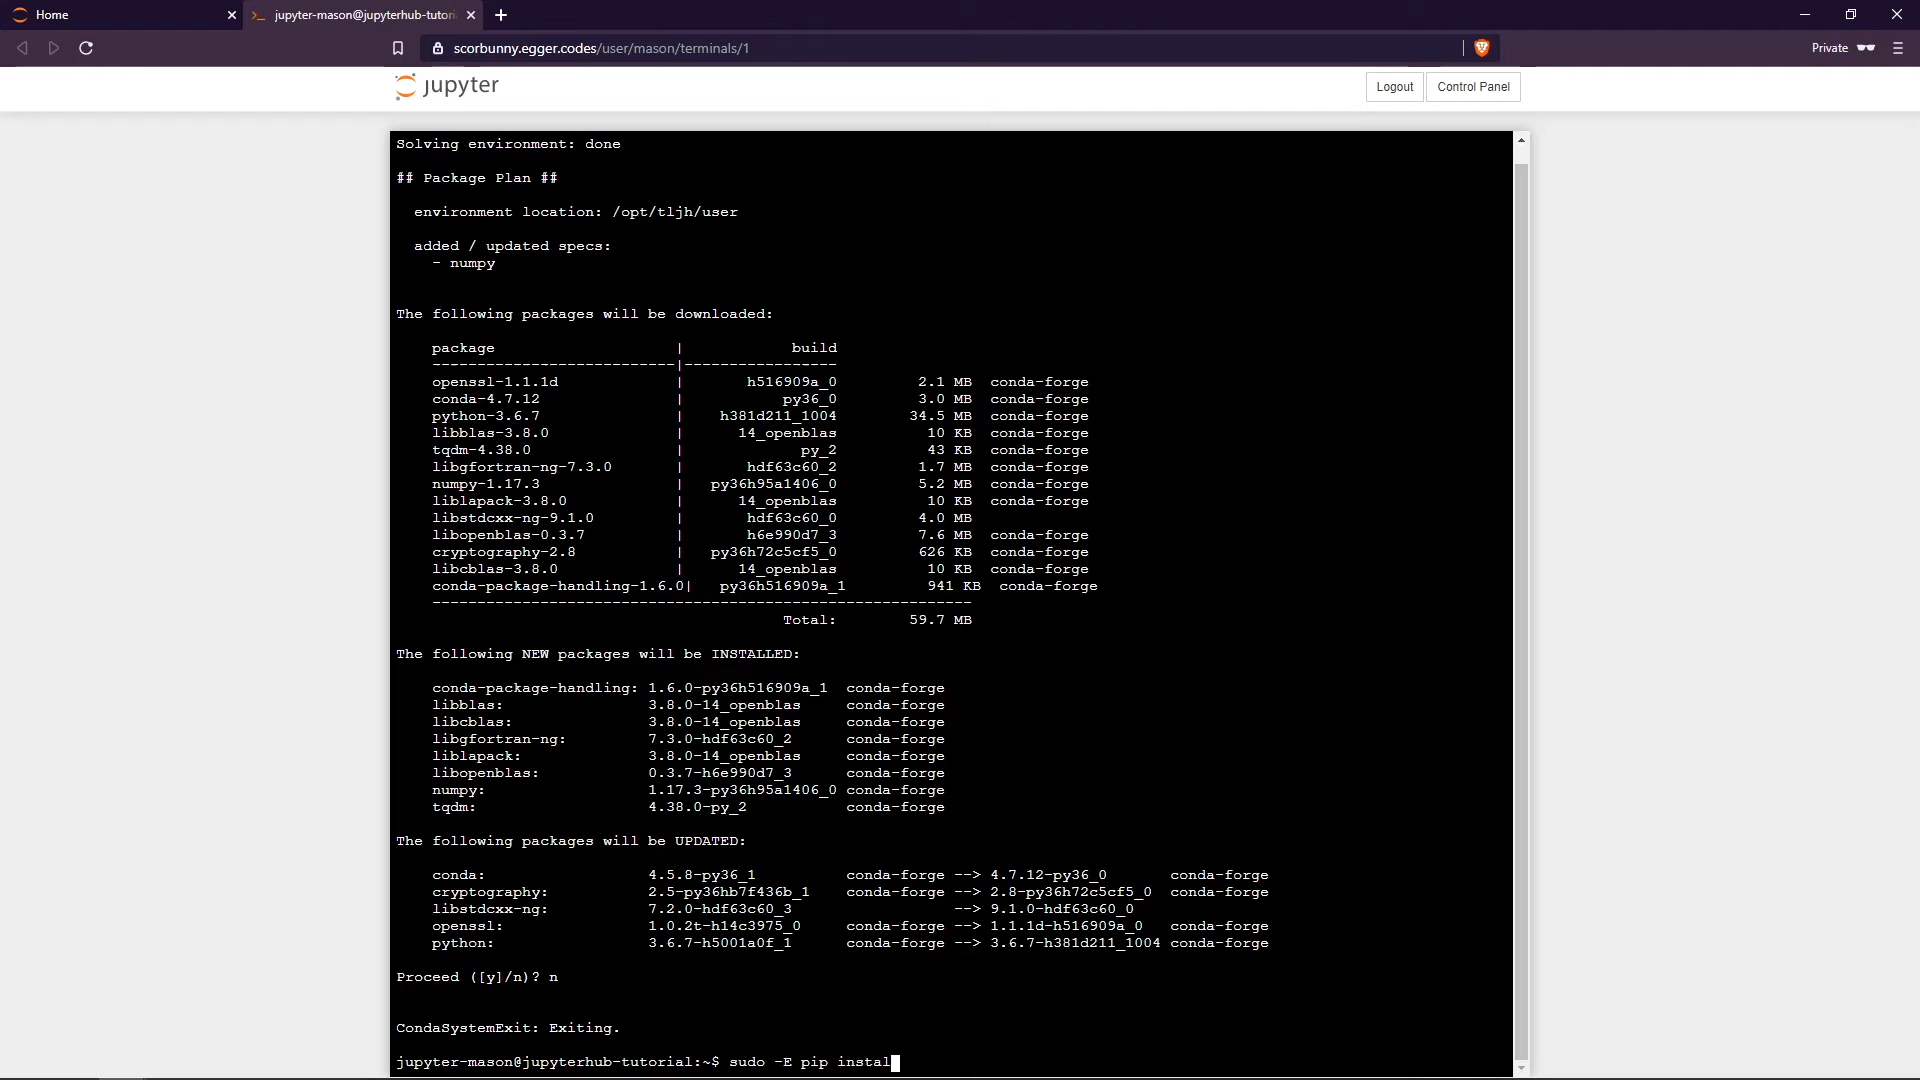 Home
jupyter-mason@jupyterhub-tutori
scorbunny.egger.codes/user/mason/terminals/1
Private
jupyter
Logout
Control Panel
Solving environment: done
## Package Plan ##
environment location: /opt/tljh/user
added / updated specs:
- numpy
The following packages will be downloaded:
package | build
---------------------------|-----------------
openssl-1.1.1d | h516909a_0 2.1 MB conda-forge
conda-4.7.12 | py36_0 3.0 MB conda-forge
python-3.6.7 | h381d211_1004 34.5 MB conda-forge
libblas-3.8.0 | 14_openblas 10 KB conda-forge
tqdm-4.38.0 | py_2 43 KB conda-forge
libgfortran-ng-7.3.0 | hdf63c60_2 1.7 MB conda-forge
numpy-1.17.3 | py36h95a1406_0 5.2 MB conda-forge
liblapack-3.8.0 | 14_openblas 10 KB conda-forge
libstdcxx-ng-9.1.0 | hdf63c60_0 4.0 MB
libopenblas-0.3.7 | h6e990d7_3 7.6 MB conda-forge
cryptography-2.8 | py36h72c5cf5_0 626 KB conda-forge
libcblas-3.8.0 | 14_openblas 10 KB conda-forge
conda-package-handling-1.6.0| py36h516909a_1 941 KB conda-forge
------------------------------------------------------------
Total: 59.7 MB
The following NEW packages will be INSTALLED:
conda-package-handling: 1.6.0-py36h516909a_1 conda-forge
libblas: 3.8.0-14_openblas conda-forge
libcblas: 3.8.0-14_openblas conda-forge
libgfortran-ng: 7.3.0-hdf63c60_2 conda-forge
liblapack: 3.8.0-14_openblas conda-forge
libopenblas: 0.3.7-h6e990d7_3 conda-forge
numpy: 1.17.3-py36h95a1406_0 conda-forge
tqdm: 4.38.0-py_2 conda-forge
The following packages will be UPDATED:
conda: 4.5.8-py36_1 conda-forge --> 4.7.12-py36_0 conda-forge
cryptography: 2.5-py36hb7f436b_1 conda-forge --> 2.8-py36h72c5cf5_0 conda-forge
libstdcxx-ng: 7.2.0-hdf63c60_3 --> 9.1.0-hdf63c60_0
openssl: 1.0.2t-h14c3975_0 conda-forge --> 1.1.1d-h516909a_0 conda-forge
python: 3.6.7-h5001a0f_1 conda-forge --> 3.6.7-h381d211_1004 conda-forge
Proceed ([y]/n)? n
CondaSystemExit: Exiting.
jupyter-mason@jupyterhub-tutorial:~$ sudo -E pip instal